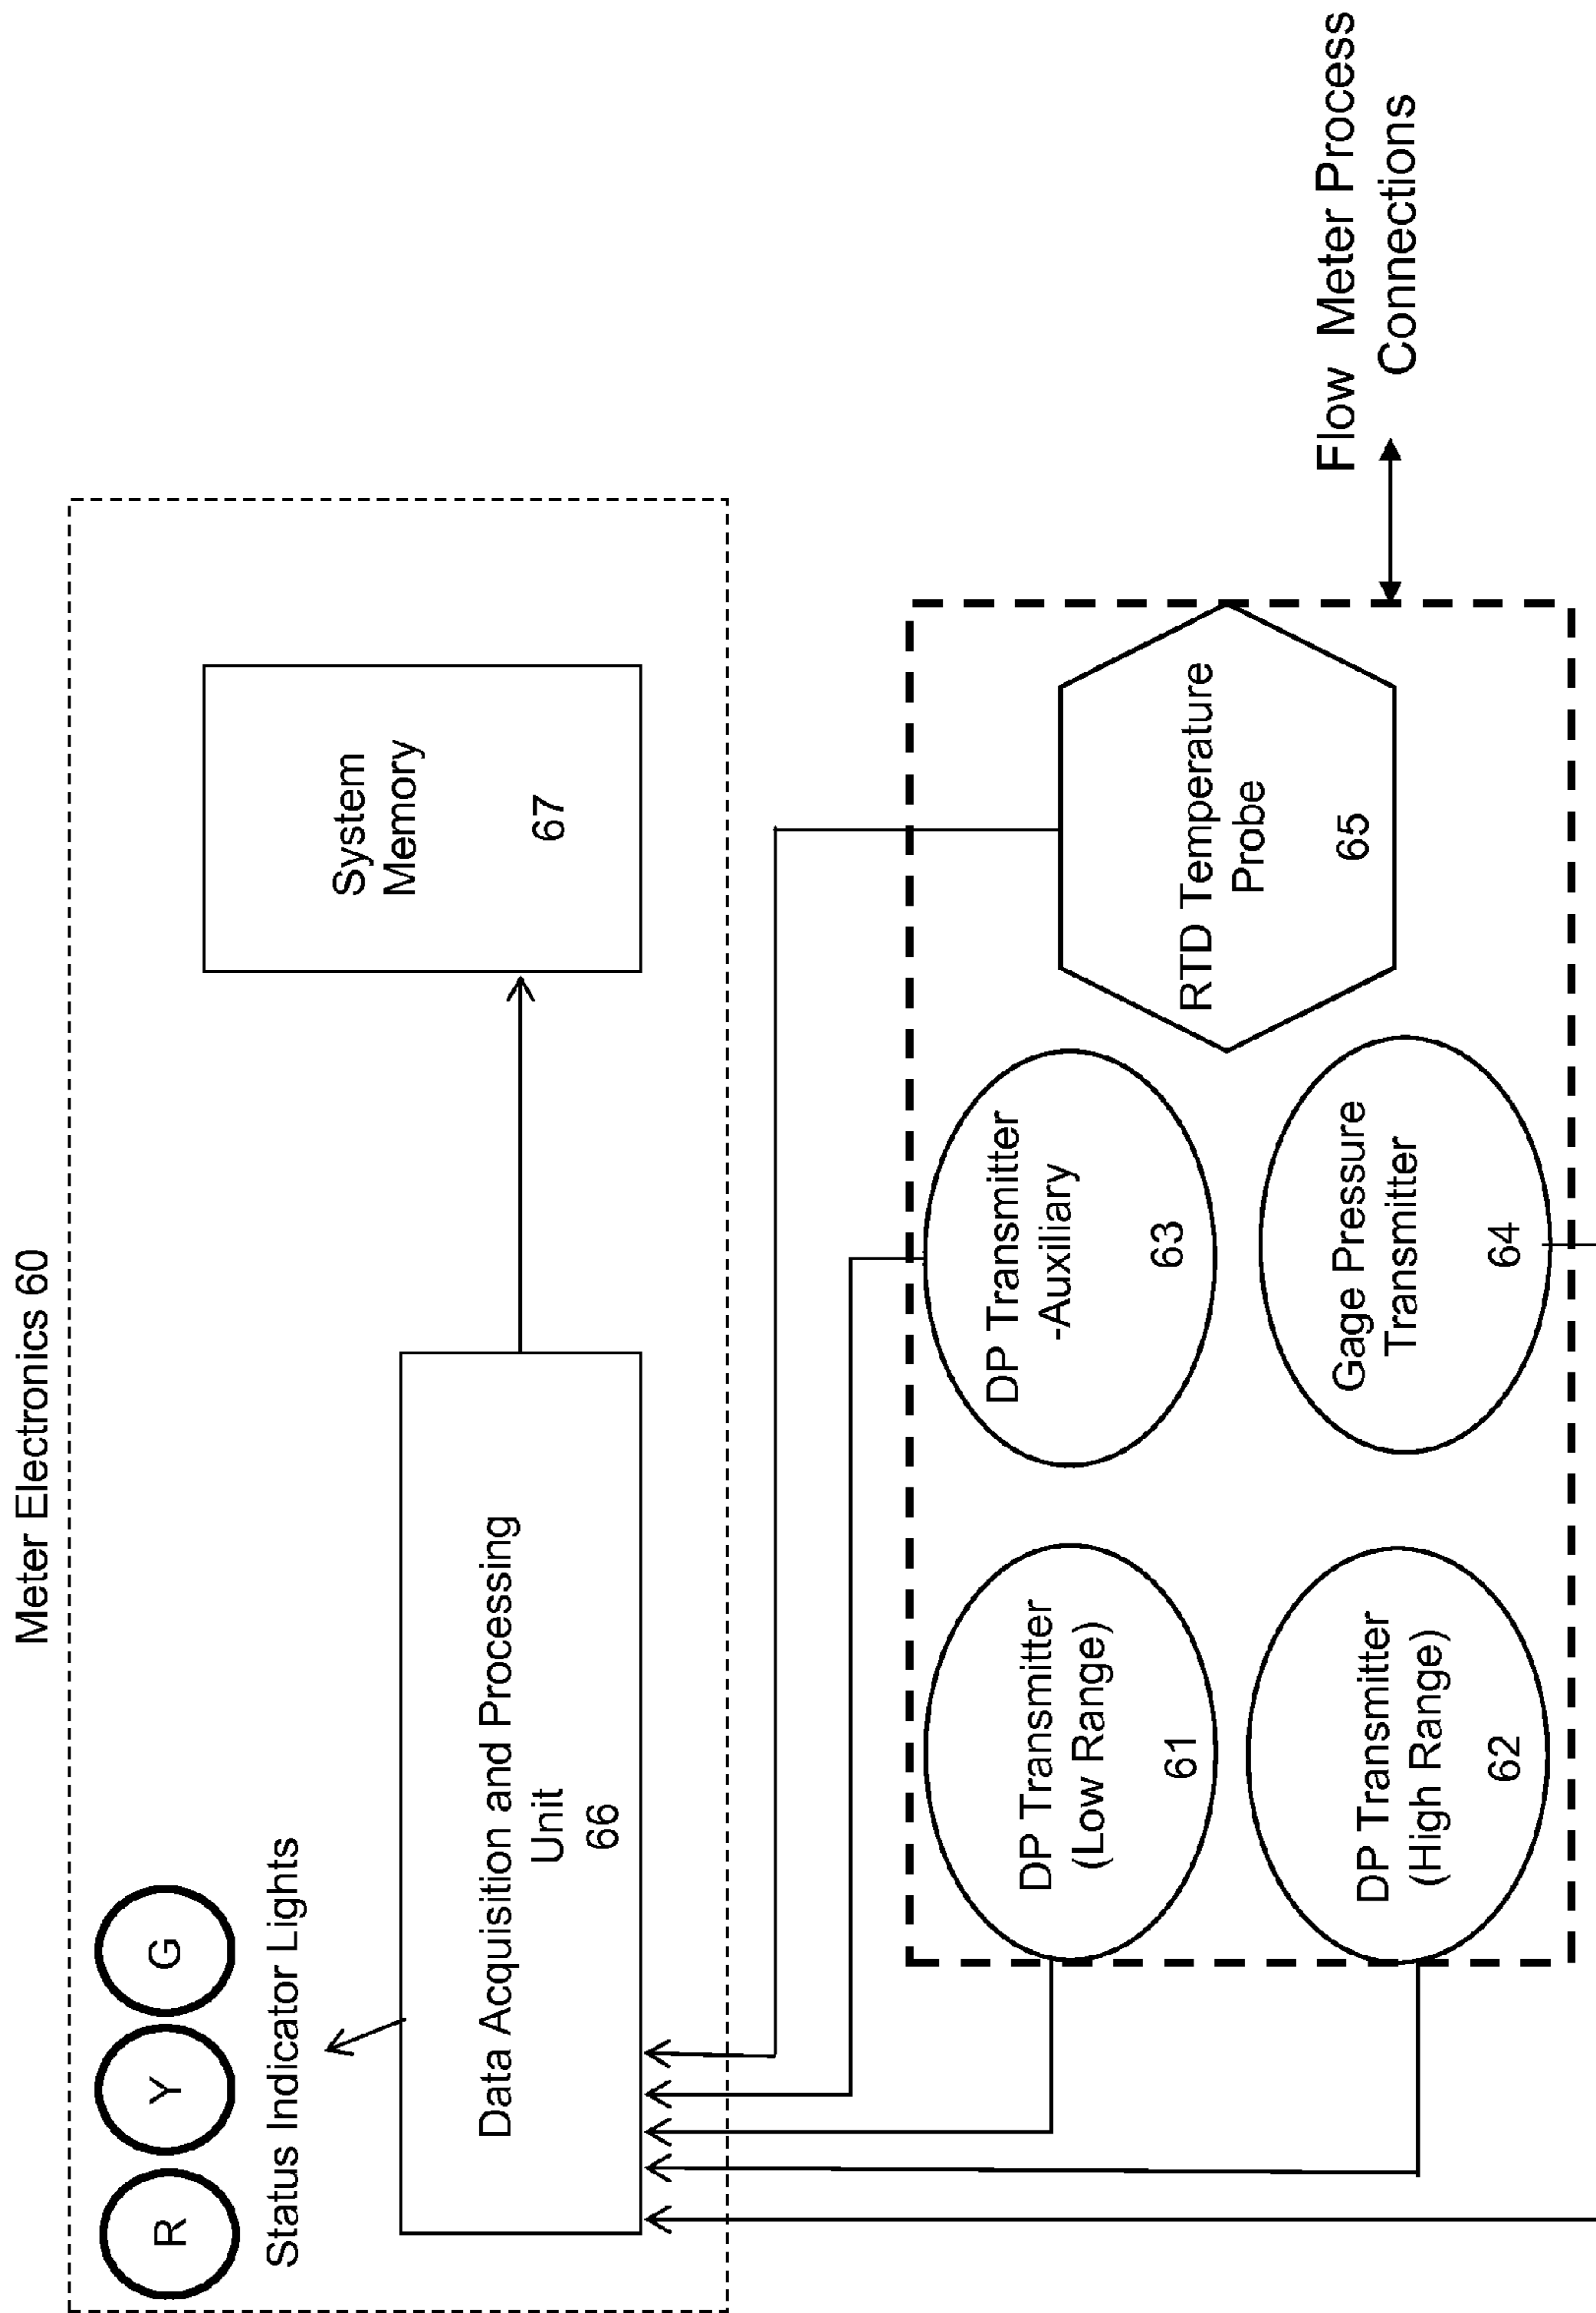 Meter Electronics 60
R
Y
G
Status Indicator Lights
Data Acquisition and Processing
Unit
66
System
Memory
67
DP Transmitter
(Low Range)
61
DP Transmitter
-Auxiliary
63
RTD Temperature
Probe
65
DP Transmitter
(High Range)
62
Gage Pressure
Transmitter
64
Flow Meter Process
Connections